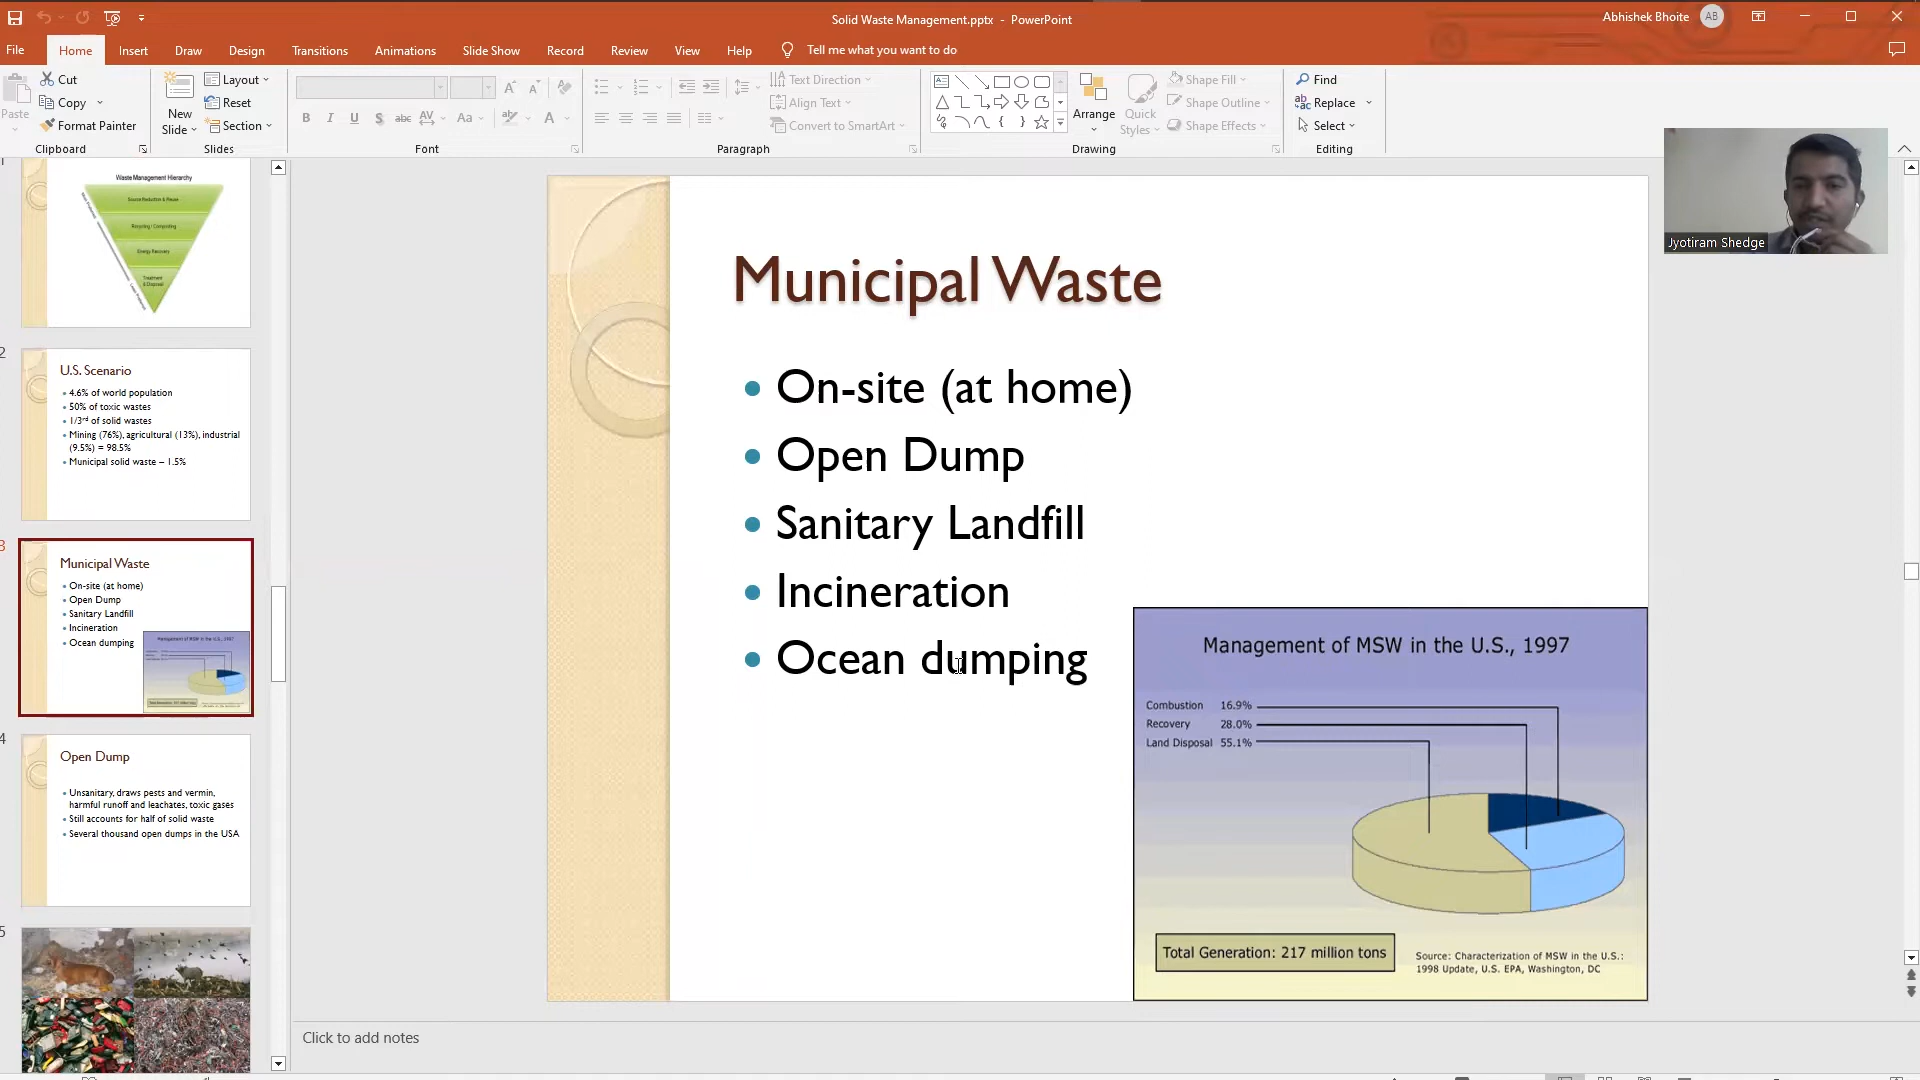 Solid Waste Management.pptx - PowerPoint
Abhishek Bhoite
AB
File
Home
Insert
Draw
Design
Transitions
Animations
Slide Show
Record
Review
View
Help
Tell me what you want to do
Paste
Cut
Copy
Format Painter
Clipboard
New
Slide
Layout
Reset
Section
Slides
Font
Text Direction
Align Text
Convert to SmartArt
Paragraph
Arrange
Quick
Styles
Shape Fill
Shape Outline
Shape Effects
Drawing
Find
Replace
Select
Editing
Jyotiram Shedge
Waste Management Hierarchy
Source Reduction & Reuse
Recycling / Composting
Energy Recovery
Treatment
& Disposal
2
U.S. Scenario
4.6% of world population
50% of toxic wastes
1/3rd of solid wastes
Mining (76%), agricultural (13%), industrial
(9.5%) = 98.5%
Municipal solid waste – 1.5%
3
Municipal Waste
On-site (at home)
Open Dump
Sanitary Landfill
Incineration
Ocean dumping
4
Open Dump
Unsanitary, draws pests and vermin,
harmful runoff and leachates, toxic gases
Still accounts for half of solid waste
Several thousand open dumps in the USA
5
Municipal Waste
On-site (at home)
Open Dump
Sanitary Landfill
Incineration
Ocean dumping
Management of MSW in the U.S., 1997
Combustion 16.9%
Recovery 28.0%
Land Disposal 55.1%
Total Generation: 217 million tons
Source: Characterization of MSW in the U.S.:
1998 Update, U.S. EPA, Washington, DC
Click to add notes